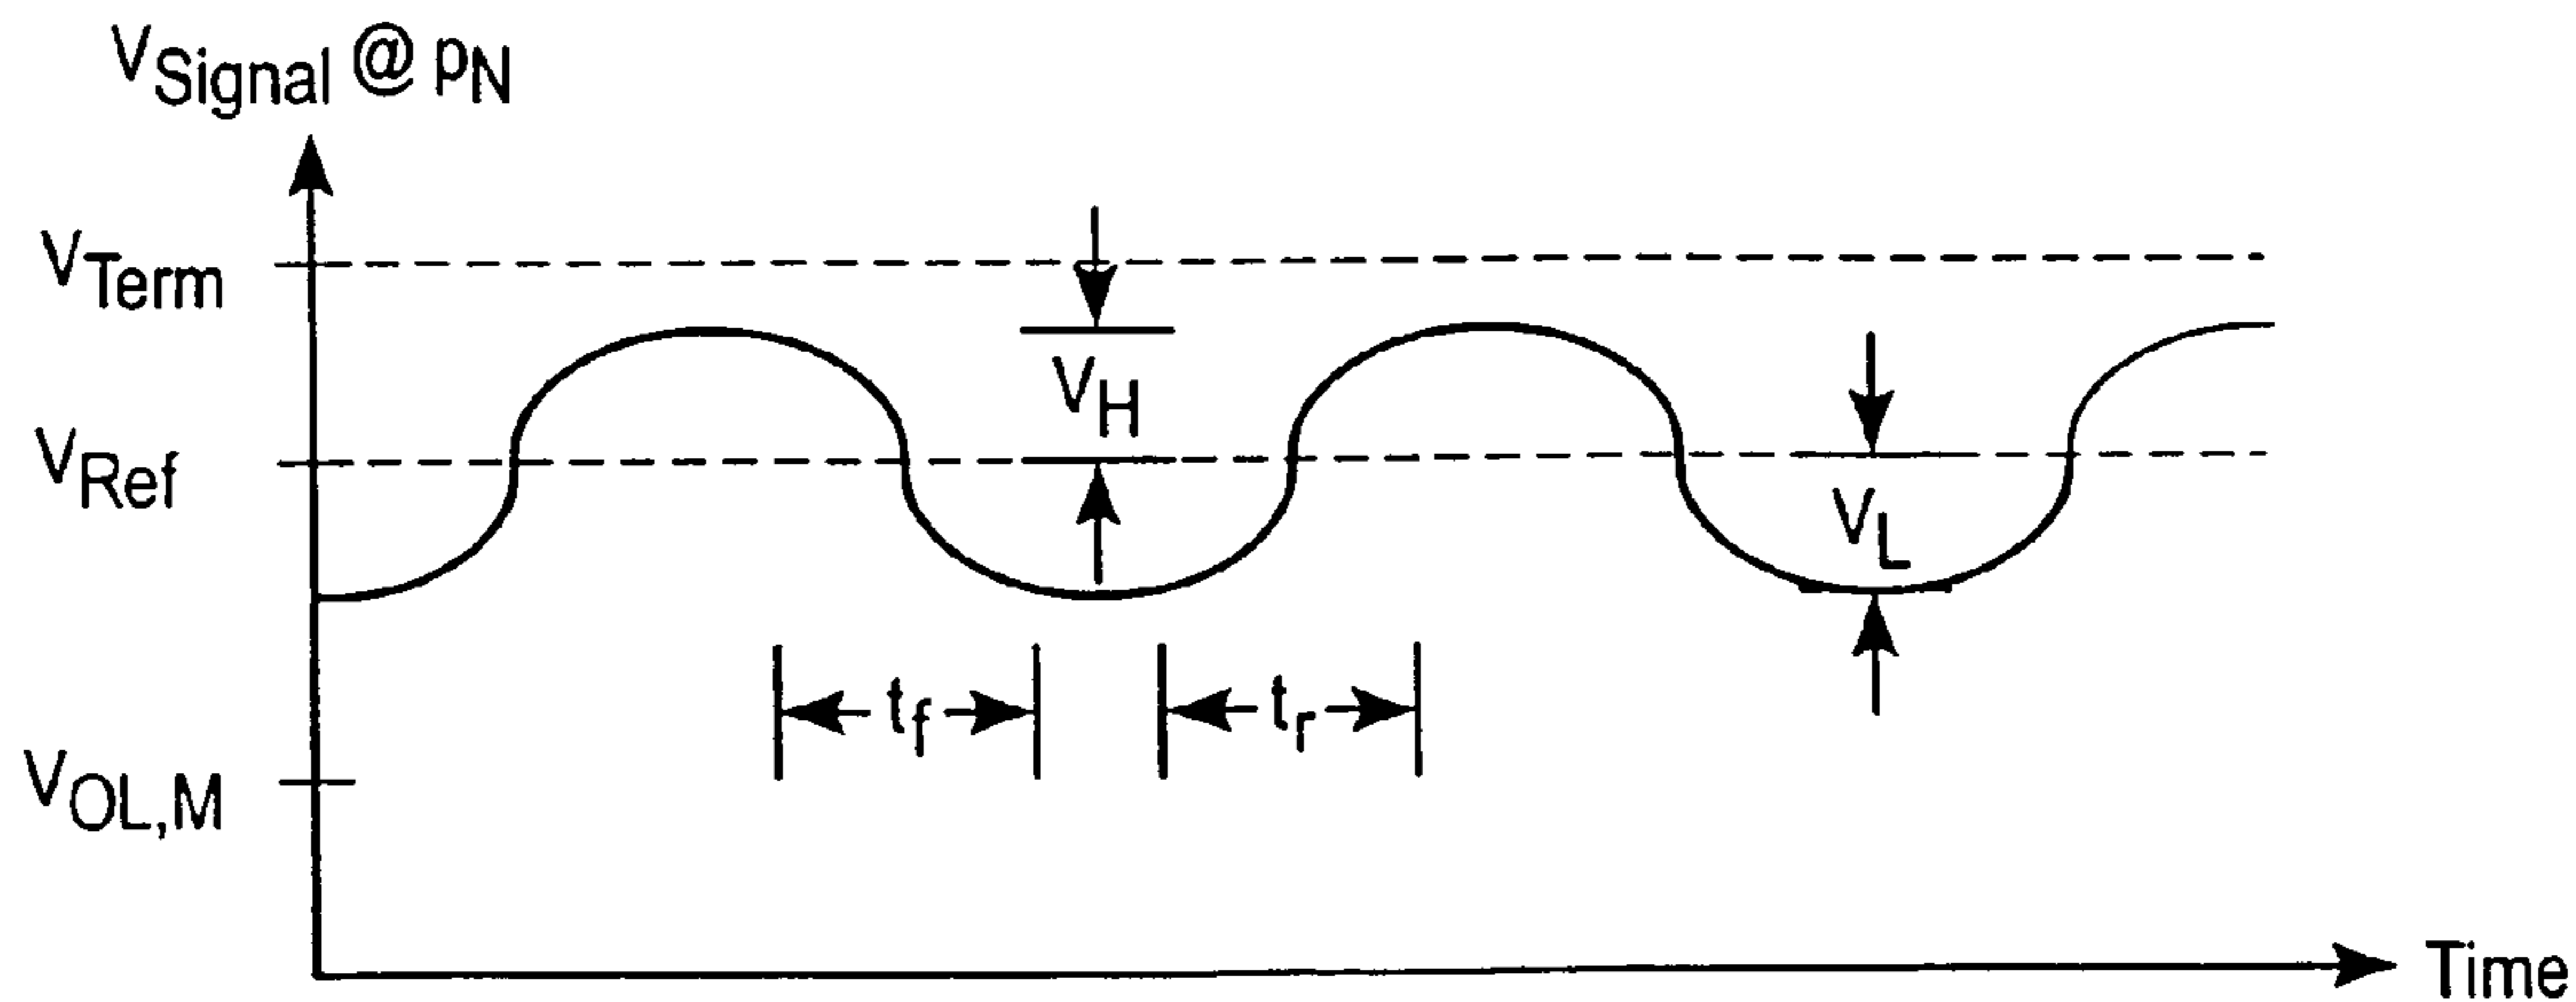 VSignal @ pN
VTerm
VH
VRef
VL
tf
tr
VOL,M
Time